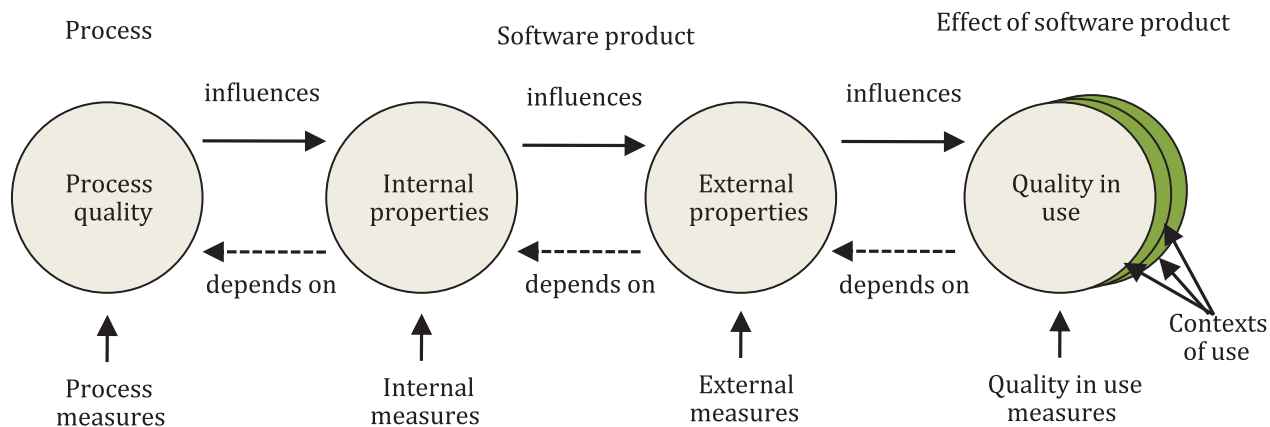 Process
Software product
Effect of software product
influences
influences
influences
Process
quality
Internal
properties
External
properties
Quality in
use
depends on
depends on
depends on
Contexts
of use
Process
measures
Internal
measures
External
measures
Quality in use
measures